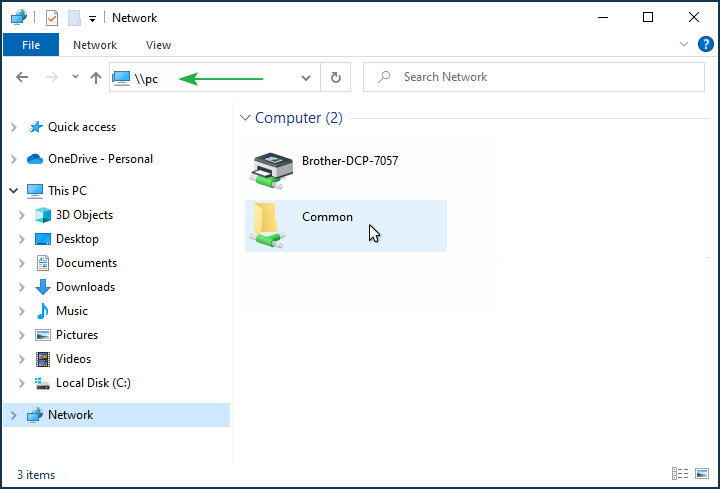 Network
File
Network
View
?
\\pc
Search Network
Quick access
OneDrive - Personal
This PC
3D Objects
Desktop
Documents
Downloads
Music
Pictures
Videos
Local Disk (C:)
Network
Computer (2)
Brother-DCP-7057
Common
3 items